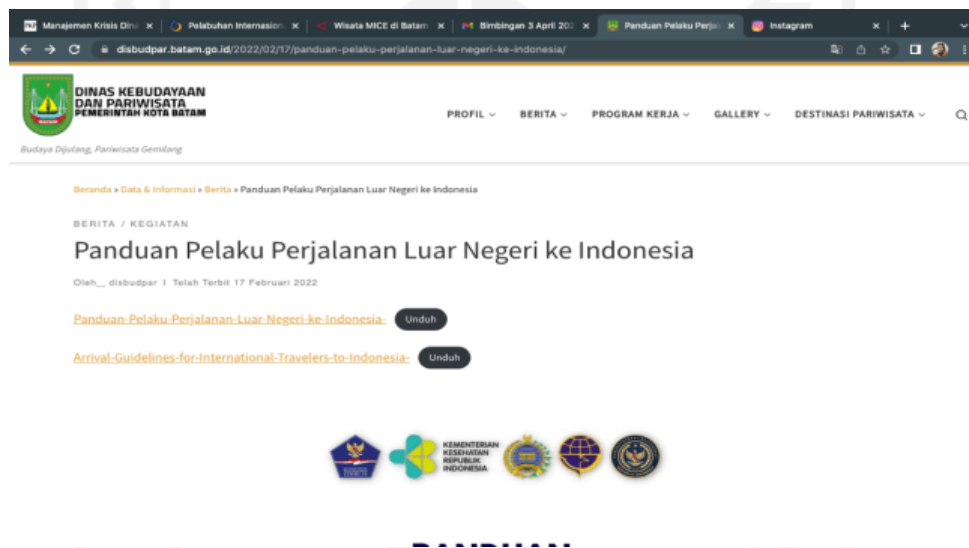 Manajemen Krisis Dina
Pelabuhan Internasion
Wisata MICE di Batam
Bimbingan 3 April 202
Panduan Pelaku Perja
Instagram
disbudpar.batam.go.id/2022/02/17/panduan-pelaku-perjalanan-luar-negeri-ke-indonesia/
DINAS KEBUDAYAAN
DAN PARIWISATA
PEMERINTAH KOTA BATAM
Budaya Dijulang, Pariwisata Gemilang
PROFIL BERITA PROGRAM KERJA GALLERY DESTINASI PARIWISATA
Beranda » Data & Informasi » Berita » Panduan Pelaku Perjalanan Luar Negeri ke Indonesia
BERITA / KEGIATAN
Panduan Pelaku Perjalanan Luar Negeri ke Indonesia
Oleh__ disbudpar | Telah Terbit 17 Februari 2022
Panduan-Pelaku-Perjalanan-Luar-Negeri-ke-Indonesia- Unduh
Arrival-Guidelines-for-International-Travelers-to-Indonesia- Unduh
KEMENTERIAN
KESEHATAN
REPUBLIK
INDONESIA
PANDUAN